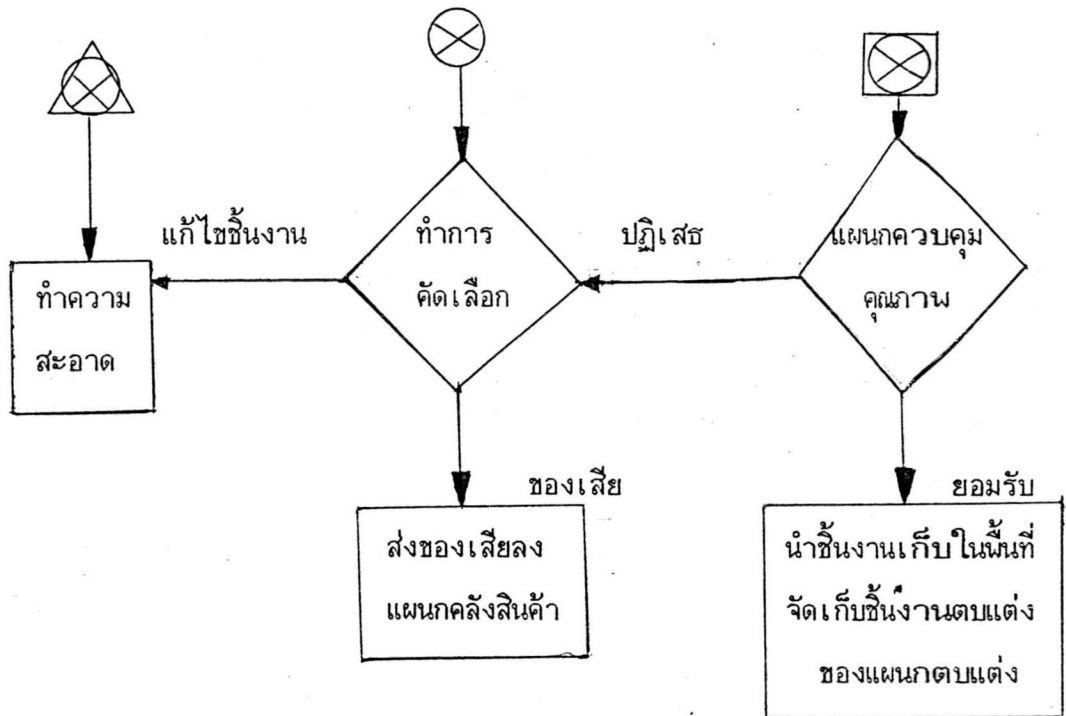 แก้ไขชิ้นงาน
ทำความ
สะอาด
ทำการ
คัดเลือก
ปฏิเสธ
แผนกควบคุม
คุณภาพ
ของเสีย
ส่งของเสียลง
แผนกคลังสินค้า
ยอมรับ
นำชิ้นงานเก็บในพื้นที่
จัดเก็บชิ้นงานตบแต่ง
ของแผนกตบแต่ง